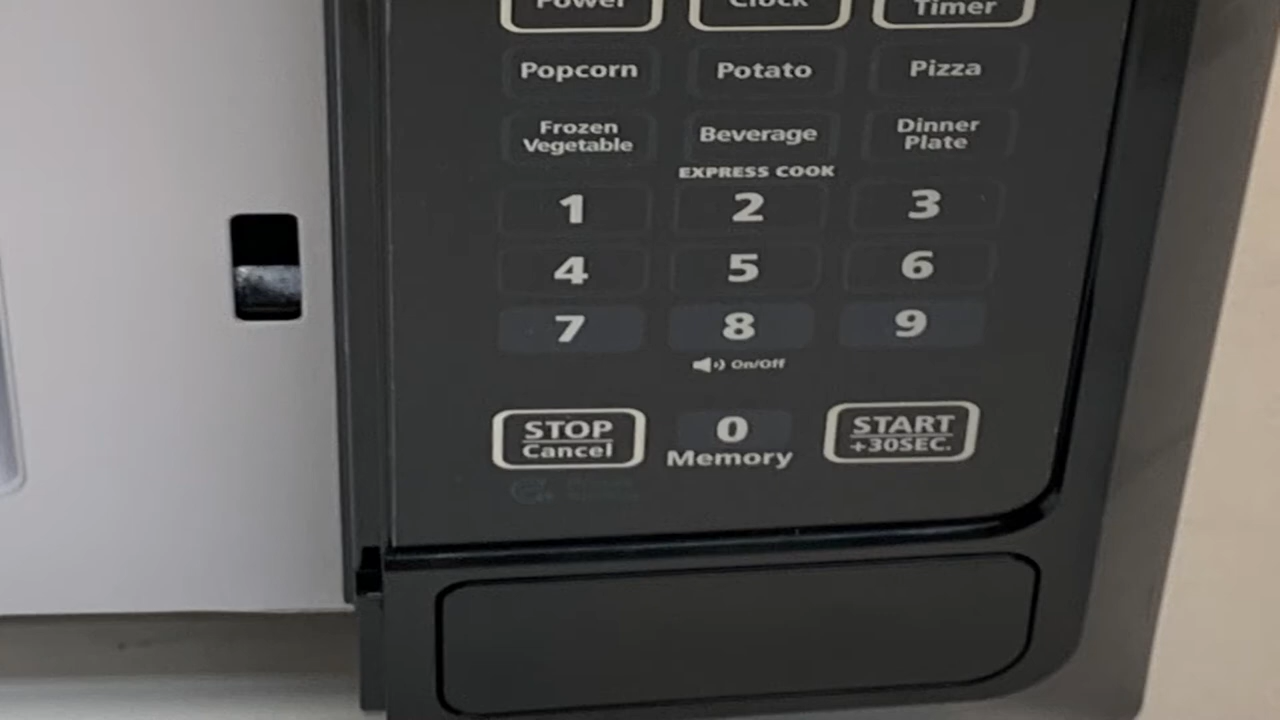 Power Clock Timer
Popcorn Potato Pizza
Frozen
Vegetable
Beverage
Dinner
Plate
EXPRESS COOK
1 2 3
4 5 6
7 8 9
On/Off
STOP
Cancel
0
Memory
START
+30SEC.